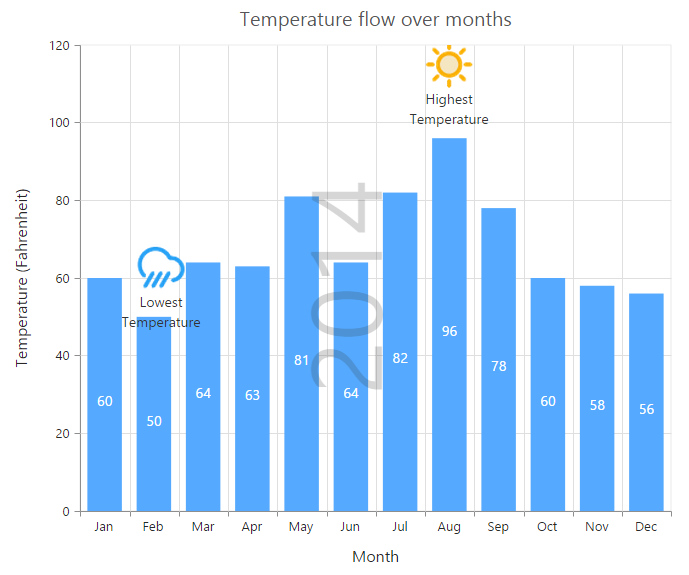 Temperature flow over months
Temperature (Fahrenheit)
120
100
80
60
40
20
0
Highest
Temperature
Lowest
Temperature
2014
60
50
64
63
81
64
82
96
78
60
58
56
Jan
Feb
Mar
Apr
May
Jun
Jul
Aug
Sep
Oct
Nov
Dec
Month